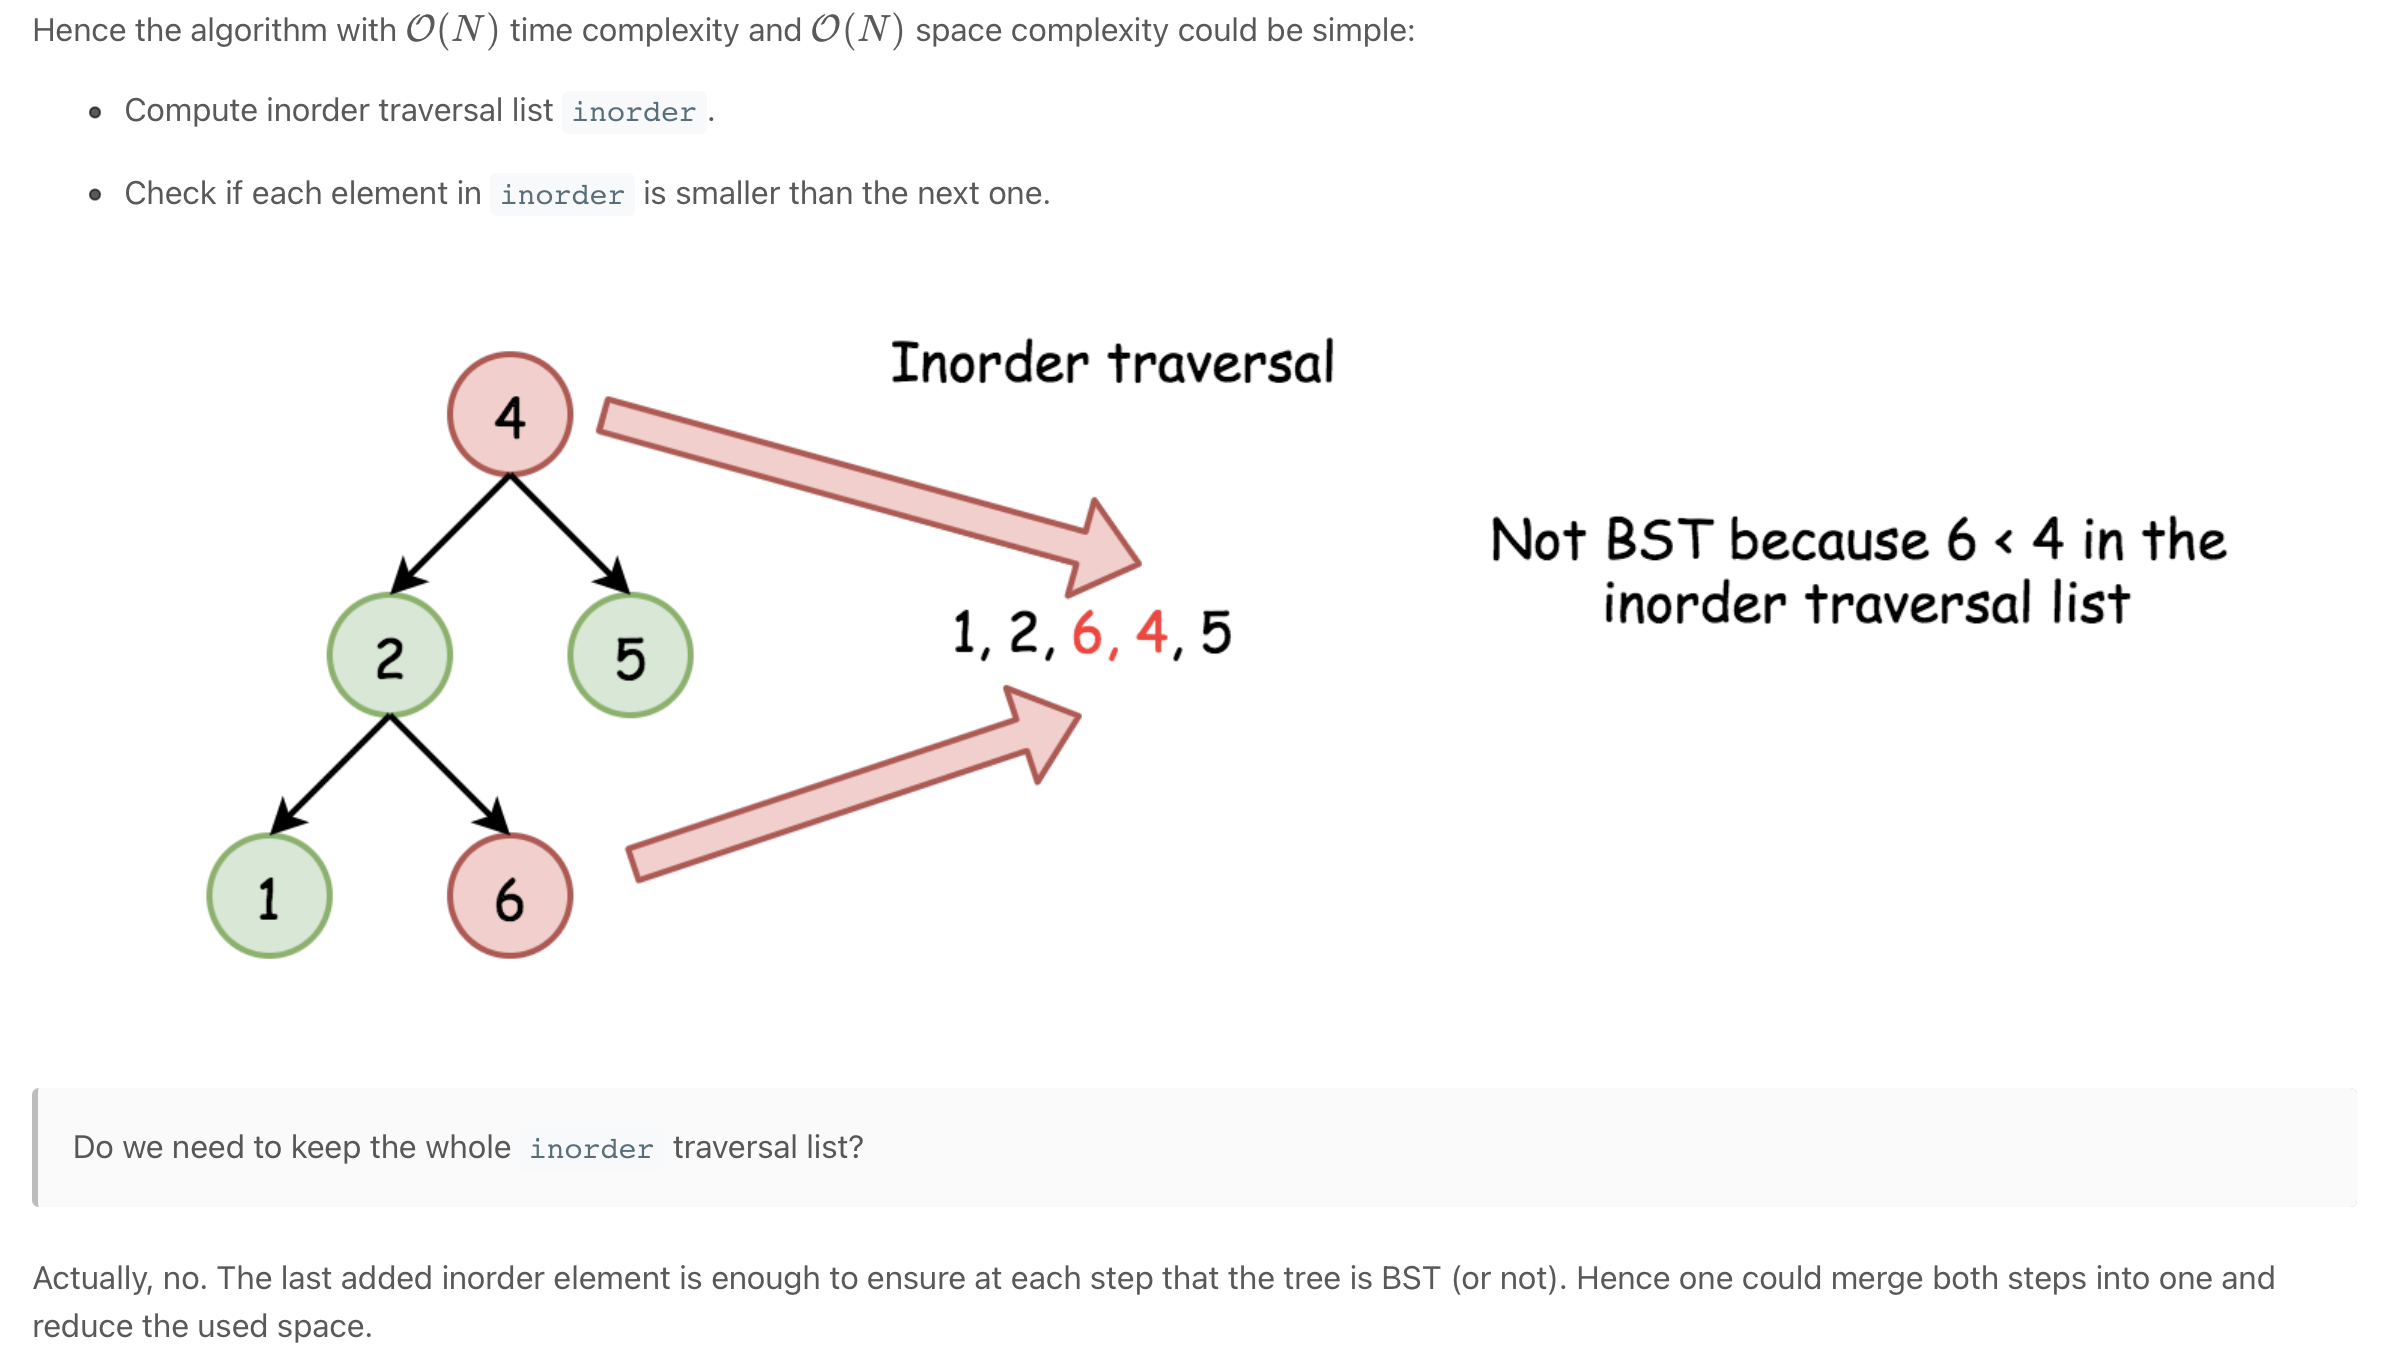 Hence the algorithm with O(N) time complexity and O(N) space complexity could be simple:
• Compute inorder traversal list inorder .
• Check if each element in inorder is smaller than the next one.
Inorder traversal
4
2
5
1
6
1, 2, 6, 4, 5
Not BST because 6 < 4 in the
inorder traversal list
Do we need to keep the whole inorder traversal list?
Actually, no. The last added inorder element is enough to ensure at each step that the tree is BST (or not). Hence one could merge both steps into one and
reduce the used space.